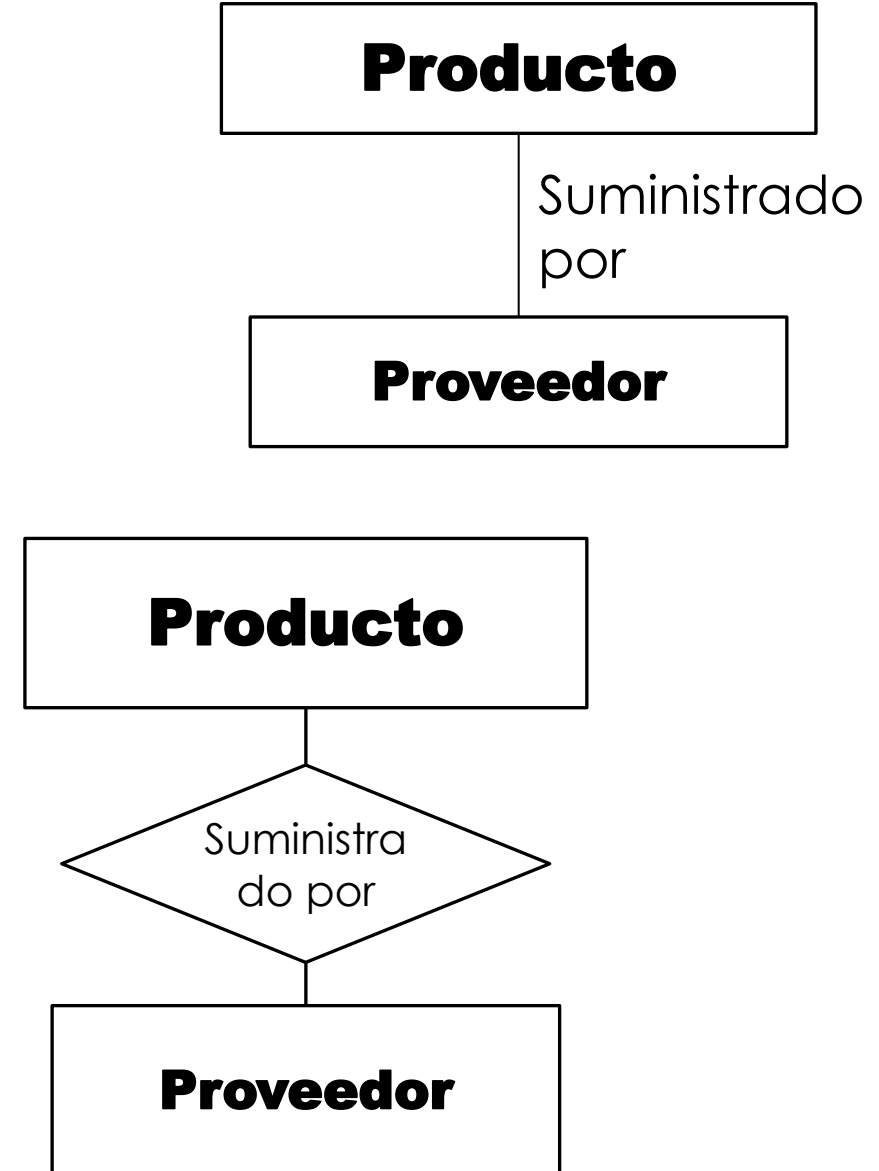 Producto
Suministrado
por
Proveedor
Producto
Suministra
do por
Proveedor